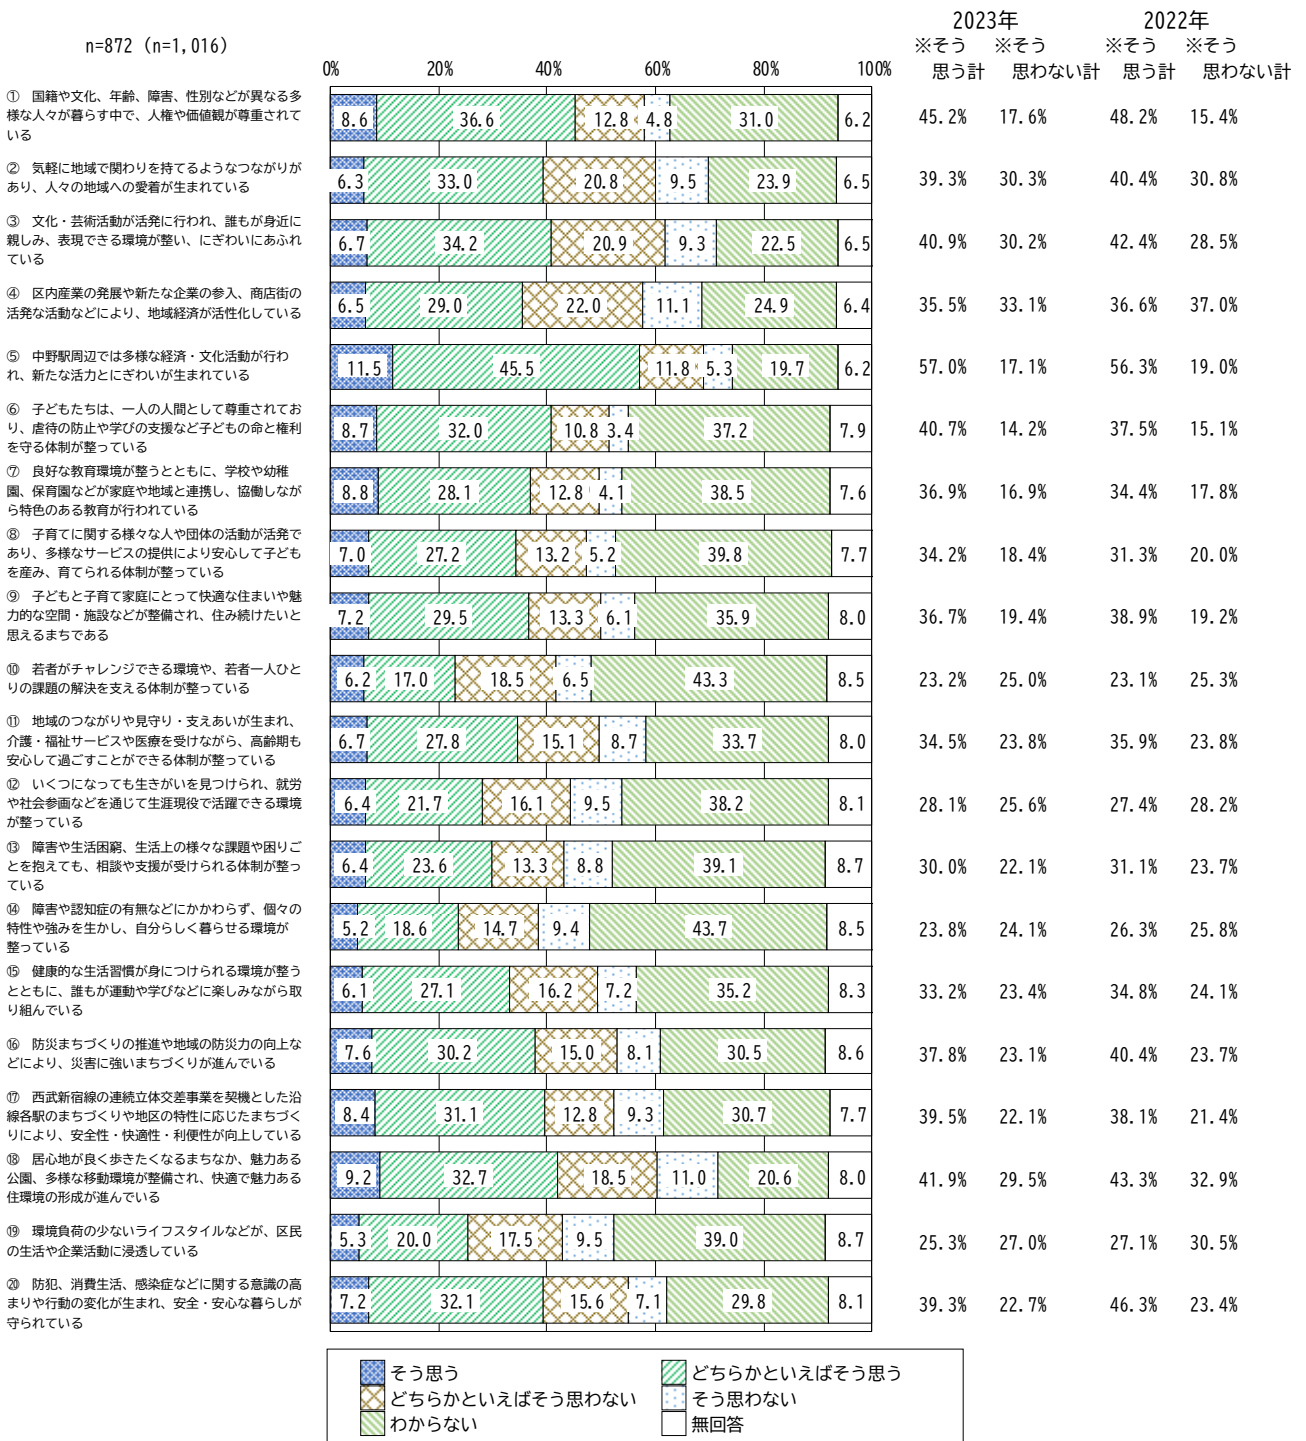 2023年 2022年
n=872 (n=1,016) ※そう ※そう ※そう ※そう
0% 20% 40% 60% 80% 100% 思う計 思わない計 思う計 思わない計
① 国籍や文化、年齢、障害、性別などが異なる多
様な人々が暮らす中で、人権や価値観が尊重されて
いる
8.6 36.6 12.8 4.8 31.0 6.2 45.2% 17.6% 48.2% 15.4%
② 気軽に地域で関わりを持てるようなつながりが
あり、人々の地域への愛着が生まれている
6.3 33.0 20.8 9.5 23.9 6.5 39.3% 30.3% 40.4% 30.8%
③ 文化・芸術活動が活発に行われ、誰もが身近に
親しみ、表現できる環境が整い、にぎわいにあふれ
ている
6.7 34.2 20.9 9.3 22.5 6.5 40.9% 30.2% 42.4% 28.5%
④ 区内産業の発展や新たな企業の参入、商店街の
活発な活動などにより、地域経済が活性化している
6.5 29.0 22.0 11.1 24.9 6.4 35.5% 33.1% 36.6% 37.0%
⑤ 中野駅周辺では多様な経済・文化活動が行わ
れ、新たな活力とにぎわいが生まれている
11.5 45.5 11.8 5.3 19.7 6.2 57.0% 17.1% 56.3% 19.0%
⑥ 子どもたちは、一人の人間として尊重されてお
り、虐待の防止や学びの支援など子どもの命と権利
を守る体制が整っている
8.7 32.0 10.8 3.4 37.2 7.9 40.7% 14.2% 37.5% 15.1%
⑦ 良好な教育環境が整うとともに、学校や幼稚
園、保育園などが家庭や地域と連携し、協働しなが
ら特色のある教育が行われている
8.8 28.1 12.8 4.1 38.5 7.6 36.9% 16.9% 34.4% 17.8%
⑧ 子育てに関する様々な人や団体の活動が活発で
あり、多様なサービスの提供により安心して子ども
を産み、育てられる体制が整っている
7.0 27.2 13.2 5.2 39.8 7.7 34.2% 18.4% 31.3% 20.0%
⑨ 子どもと子育て家庭にとって快適な住まいや魅
力的な空間・施設などが整備され、住み続けたいと
思えるまちである
7.2 29.5 13.3 6.1 35.9 8.0 36.7% 19.4% 38.9% 19.2%
⑩ 若者がチャレンジできる環境や、若者一人ひと
りの課題の解決を支える体制が整っている
6.2 17.0 18.5 6.5 43.3 8.5 23.2% 25.0% 23.1% 25.3%
⑪ 地域のつながりや見守り・支えあいが生まれ、
介護・福祉サービスや医療を受けながら、高齢期も
安心して過ごすことができる体制が整っている
6.7 27.8 15.1 8.7 33.7 8.0 34.5% 23.8% 35.9% 23.8%
⑫ いくつになっても生きがいを見つけられ、就労
や社会参画などを通じて生涯現役で活躍できる環境
が整っている
6.4 21.7 16.1 9.5 38.2 8.1 28.1% 25.6% 27.4% 28.2%
⑬ 障害や生活困窮、生活上の様々な課題や困りご
とを抱えても、相談や支援が受けられる体制が整っ
ている
6.4 23.6 13.3 8.8 39.1 8.7 30.0% 22.1% 31.1% 23.7%
⑭ 障害や認知症の有無などにかかわらず、個々の
特性や強みを生かし、自分らしく暮らせる環境が
整っている
5.2 18.6 14.7 9.4 43.7 8.5 23.8% 24.1% 26.3% 25.8%
⑮ 健康的な生活習慣が身につけられる環境が整う
とともに、誰もが運動や学びなどに楽しみながら取
り組んでいる
6.1 27.1 16.2 7.2 35.2 8.3 33.2% 23.4% 34.8% 24.1%
⑯ 防災まちづくりの推進や地域の防災力の向上な
どにより、災害に強いまちづくりが進んでいる
7.6 30.2 15.0 8.1 30.5 8.6 37.8% 23.1% 40.4% 23.7%
⑰ 西武新宿線の連続立体交差事業を契機とした沿
線各駅のまちづくりや地区の特性に応じたまちづく
りにより、安全性・快適性・利便性が向上している
8.4 31.1 12.8 9.3 30.7 7.7 39.5% 22.1% 38.1% 21.4%
⑱ 居心地が良く歩きたくなるまちなか、魅力ある
公園、多様な移動環境が整備され、快適で魅力ある
住環境の形成が進んでいる
9.2 32.7 18.5 11.0 20.6 8.0 41.9% 29.5% 43.3% 32.9%
⑲ 環境負荷の少ないライフスタイルなどが、区民
の生活や企業活動に浸透している
5.3 20.0 17.5 9.5 39.0 8.7 25.3% 27.0% 27.1% 30.5%
⑳ 防犯、消費生活、感染症などに関する意識の高
まりや行動の変化が生まれ、安全・安心な暮らしが
守られている
7.2 32.1 15.6 7.1 29.8 8.1 39.3% 22.7% 46.3% 23.4%
そう思う どちらかといえばそう思う
どちらかといえばそう思わない そう思わない
わからない 無回答